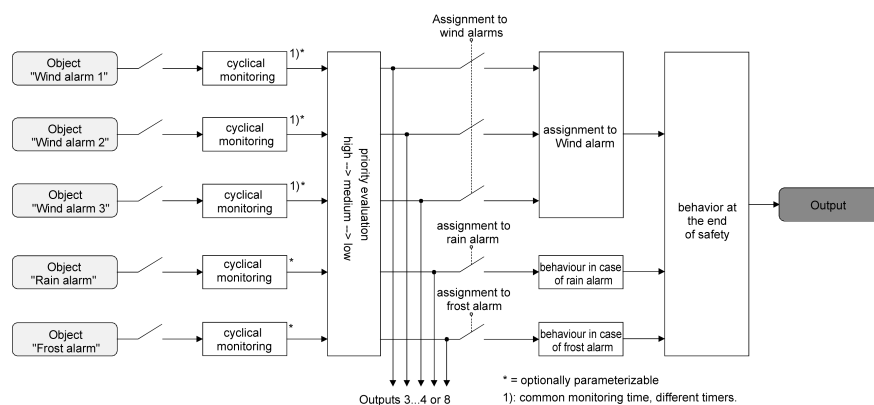 Assignment to
wind alarms
Object
"Wind alarm 1"
cyclical
monitoring
1)*
Object
"Wind alarm 2"
cyclical
monitoring
1)*
Object
"Wind alarm 3"
cyclical
monitoring
1)*
Object
"Rain alarm"
cyclical
monitoring
*
Object
"Frost alarm"
cyclical
monitoring
*
priority evaluation
high --> medium --> low
assignment to
Wind alarm
assignment to
rain alarm
behaviour in case
of rain alarm
assignment to
frost alarm
behaviour in case
of frost alarm
behavior at
the end
of safety
Output
Outputs 3...4 or 8
* = optionally parameterizable
1): common monitoring time, different timers.